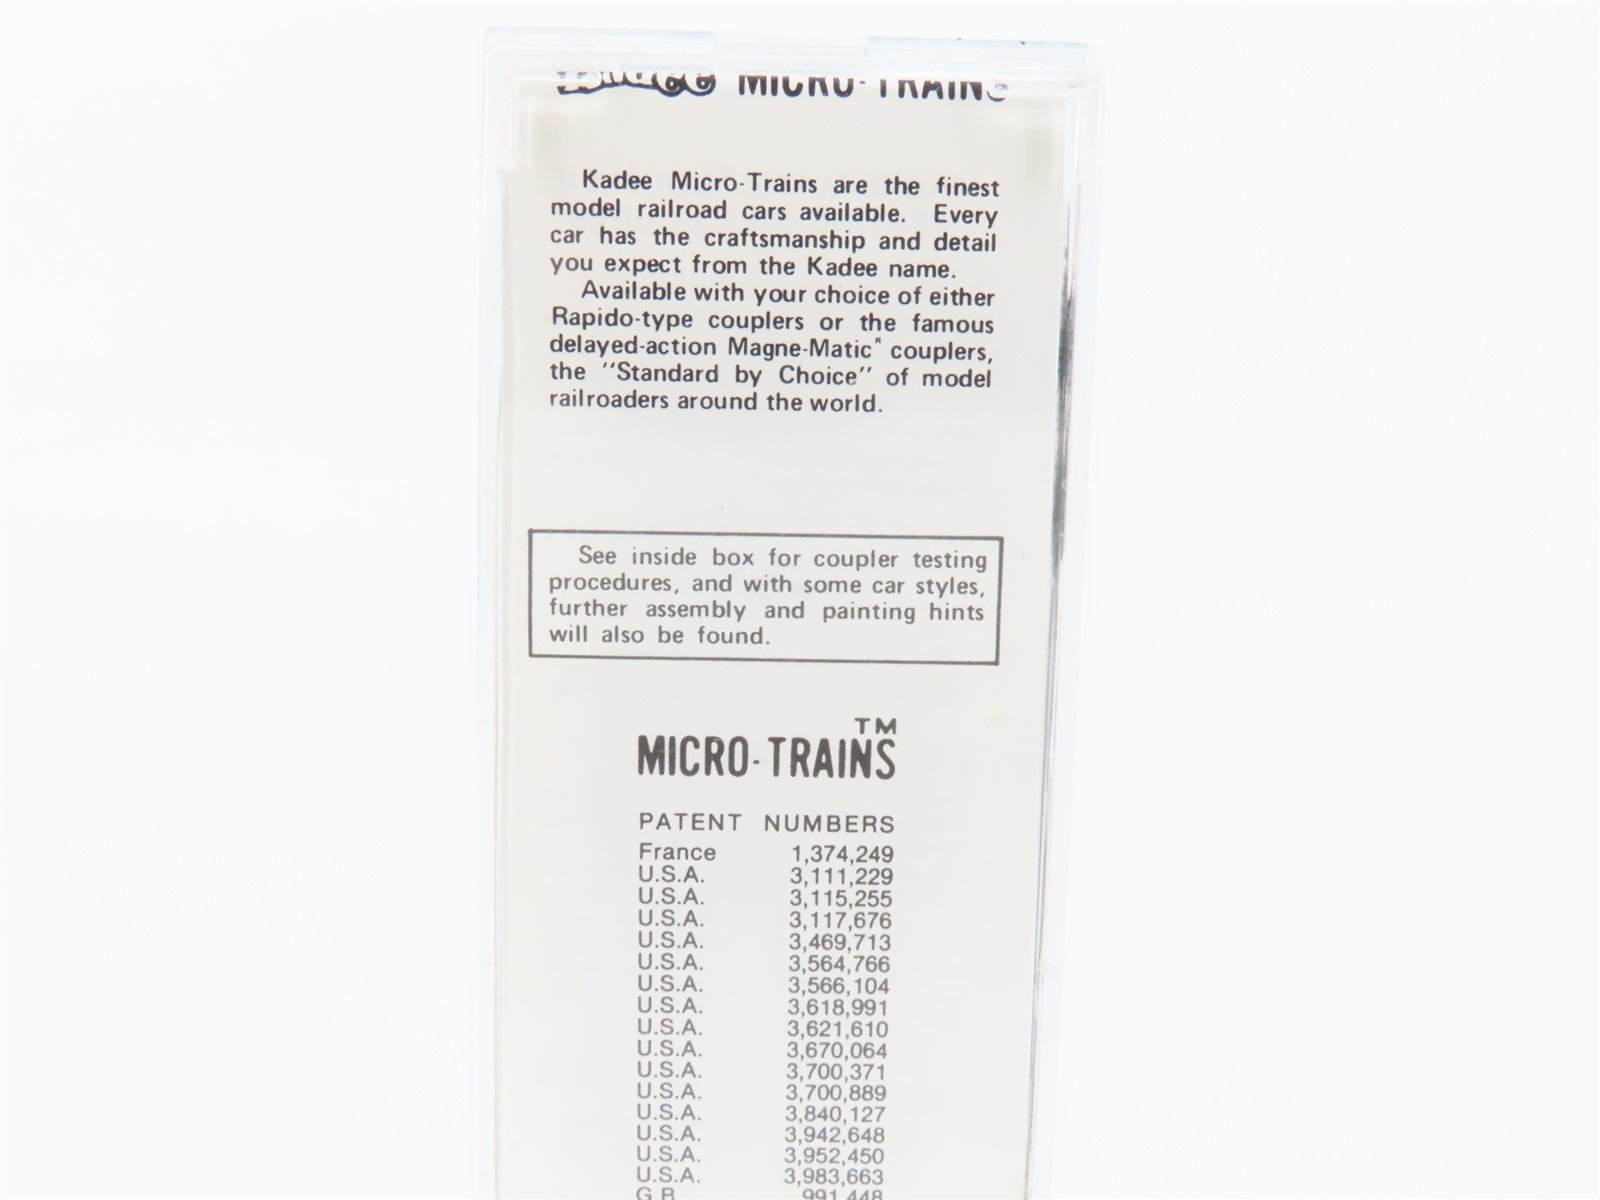 Kadee MICRO-TRAINS
Kadee Micro-Trains are the finest
model railroad cars available. Every
car has the craftsmanship and detail
you expect from the Kadee name.
Available with your choice of either
Rapido-type couplers or the famous
delayed-action Magne-Matic® couplers,
the "Standard by Choice" of model
railroaders around the world.
See inside box for coupler testing
procedures, and with some car styles,
further assembly and painting hints
will also be found.
TM
MICRO-TRAINS
PATENT NUMBERS
France 1,374,249
U.S.A. 3,111,229
U.S.A. 3,115,255
U.S.A. 3,117,676
U.S.A. 3,469,713
U.S.A. 3,564,766
U.S.A. 3,566,104
U.S.A. 3,618,991
U.S.A. 3,621,610
U.S.A. 3,670,064
U.S.A. 3,700,371
U.S.A. 3,700,889
U.S.A. 3,840,127
U.S.A. 3,942,648
U.S.A. 3,952,450
U.S.A. 3,983,663
G.B. 991,448